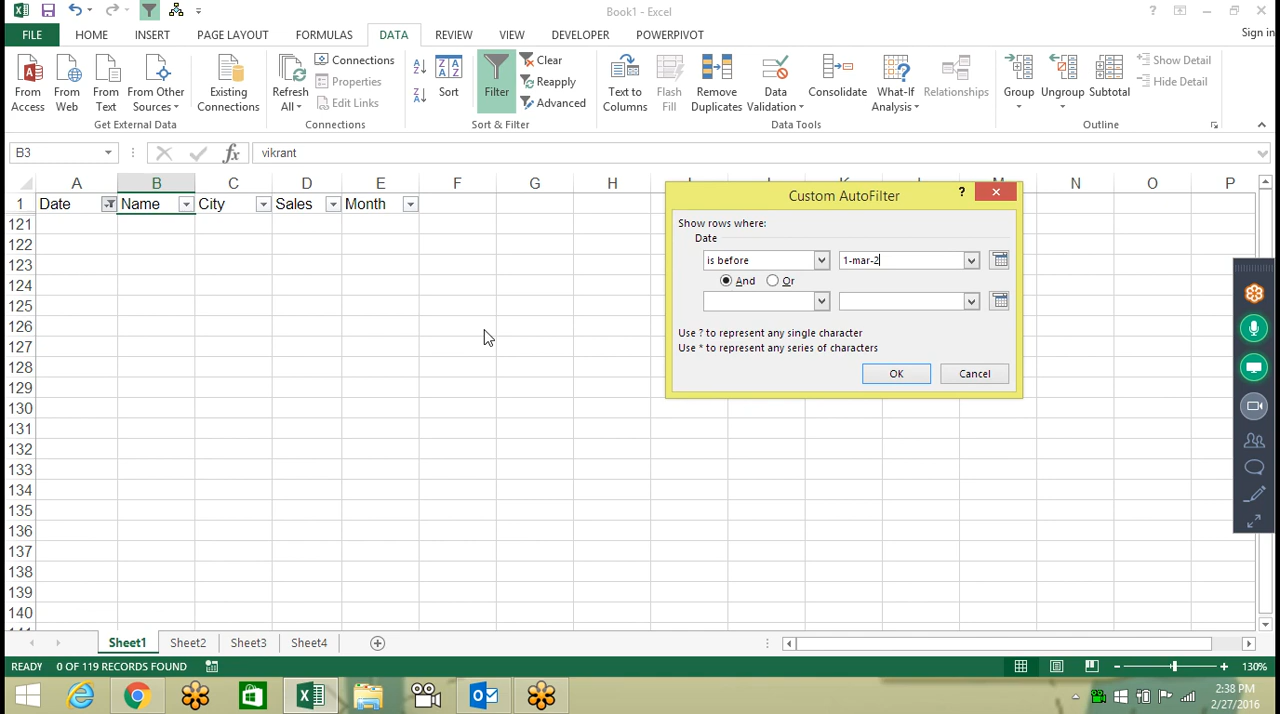 Book1 - Excel
FILE HOME INSERT PAGE LAYOUT FORMULAS DATA REVIEW VIEW DEVELOPER POWERPIVOT Sign in
From Access
From Web
From Text
From Other Sources
Existing Connections
Get External Data
Refresh All
Connections
Properties
Edit Links
Connections
Sort
Filter
Clear
Reapply
Advanced
Sort & Filter
Text to Columns
Flash Fill
Remove Duplicates
Data Validation
Consolidate
What-If Analysis
Relationships
Data Tools
Group
Ungroup
Subtotal
Show Detail
Hide Detail
Outline
B3 fx vikrant
A B C D E F G H I J K L M N O P
1 Date Name City Sales Month
121
122
123
124
125
126
127
128
129
130
131
132
133
134
135
136
137
138
139
140
Custom AutoFilter
?
Show rows where:
Date
is before 1-mar-2
And Or
Use ? to represent any single character
Use * to represent any series of characters
OK Cancel
Sheet1 Sheet2 Sheet3 Sheet4
READY 0 OF 119 RECORDS FOUND 130%
2:38 PM
2/27/2016